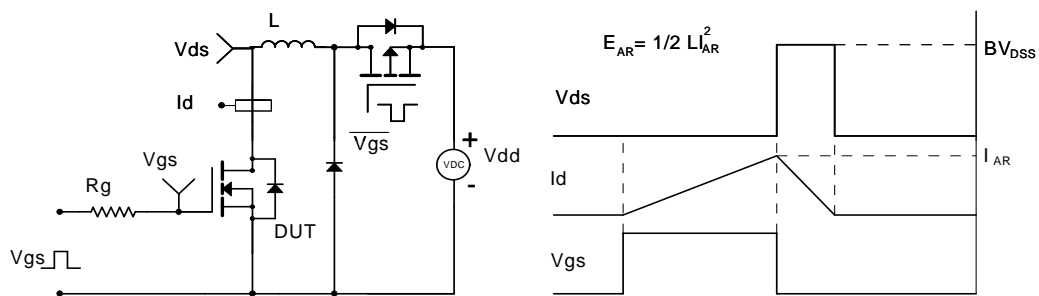 L
Vds
Id
Vgs
Rg
DUT
Vgs
Vgs
+
VDC
-
Vdd
E_AR = 1/2 LI²_AR
Vds
BV_DSS
Id
I_AR
Vgs